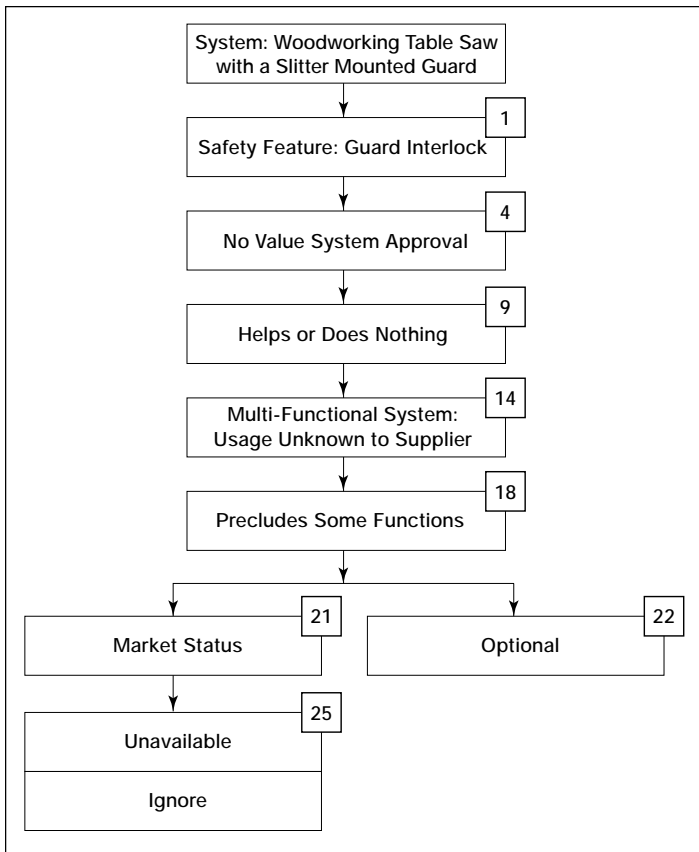 System: Woodworking Table Saw
with a Slitter Mounted Guard
1
Safety Feature: Guard Interlock
4
No Value System Approval
9
Helps or Does Nothing
14
Multi-Functional System:
Usage Unknown to Supplier
18
Precludes Some Functions
21
Market Status
22
Optional
25
Unavailable
Ignore